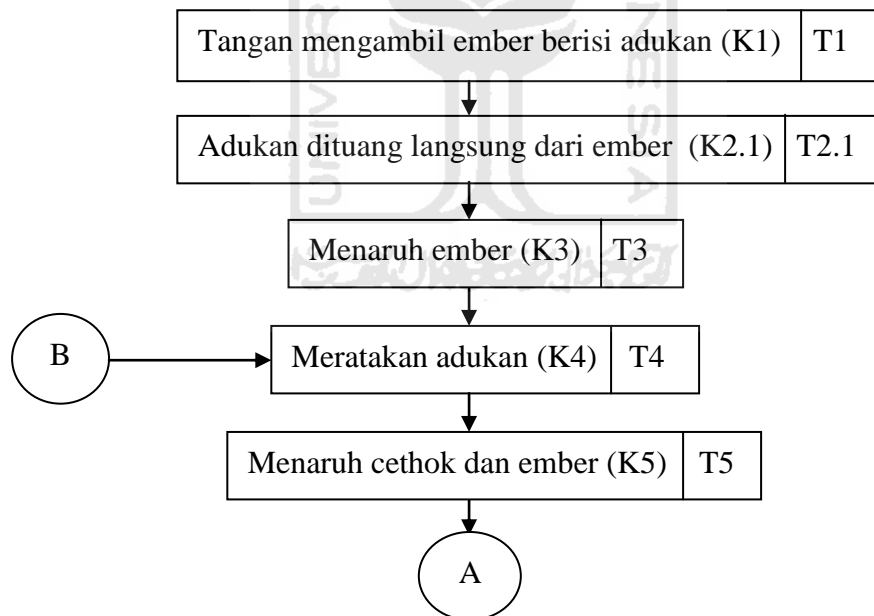 Tangan mengambil ember berisi adukan (K1) T1
Adukan dituang langsung dari ember (K2.1) T2.1
Menaruh ember (K3) T3
B
Meratakan adukan (K4) T4
Menaruh cethok dan ember (K5) T5
A